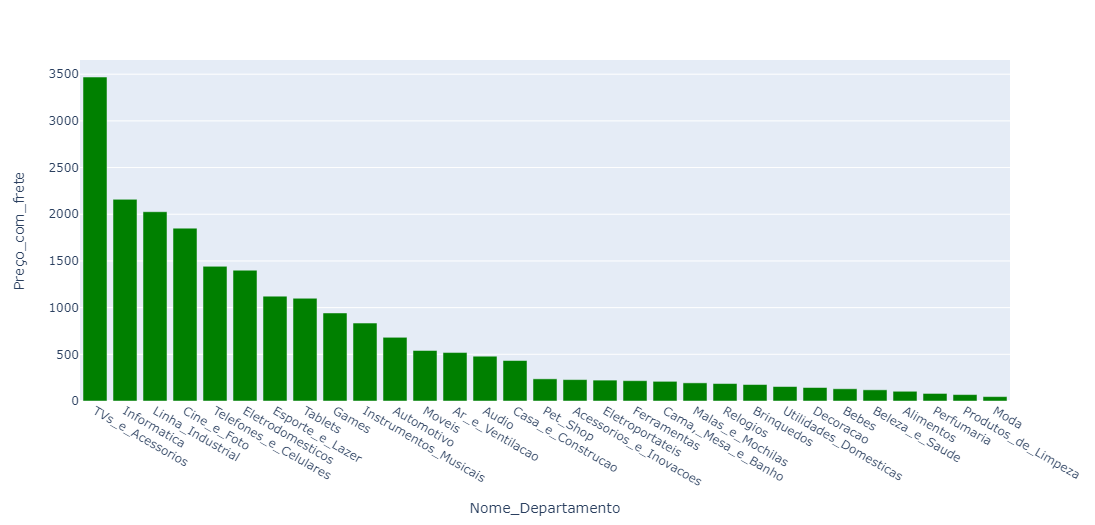 Preço_com_frete
3500
3000
2500
2000
1500
1000
500
0
TVs_e_Acessorios
Informatica
Linha_Industrial
Cine_e_Foto
Telefones_e_Celulares
Eletrodomesticos
Esporte_e_Lazer
Tablets
Games
Instrumentos_Musicais
Automotivo
Moveis
Ar_e_Ventilacao
Audio
Casa_e_Construcao
Pet_Shop
Acessorios_e_Inovacoes
Eletroportateis
Ferramentas
Cama,_Mesa_e_Banho
Malas_e_Mochilas
Relogios
Brinquedos
Utilidades_Domesticas
Decoracao
Bebes
Beleza_e_Saude
Alimentos
Perfumaria
Produtos_de_Limpeza
Moda
Nome_Departamento